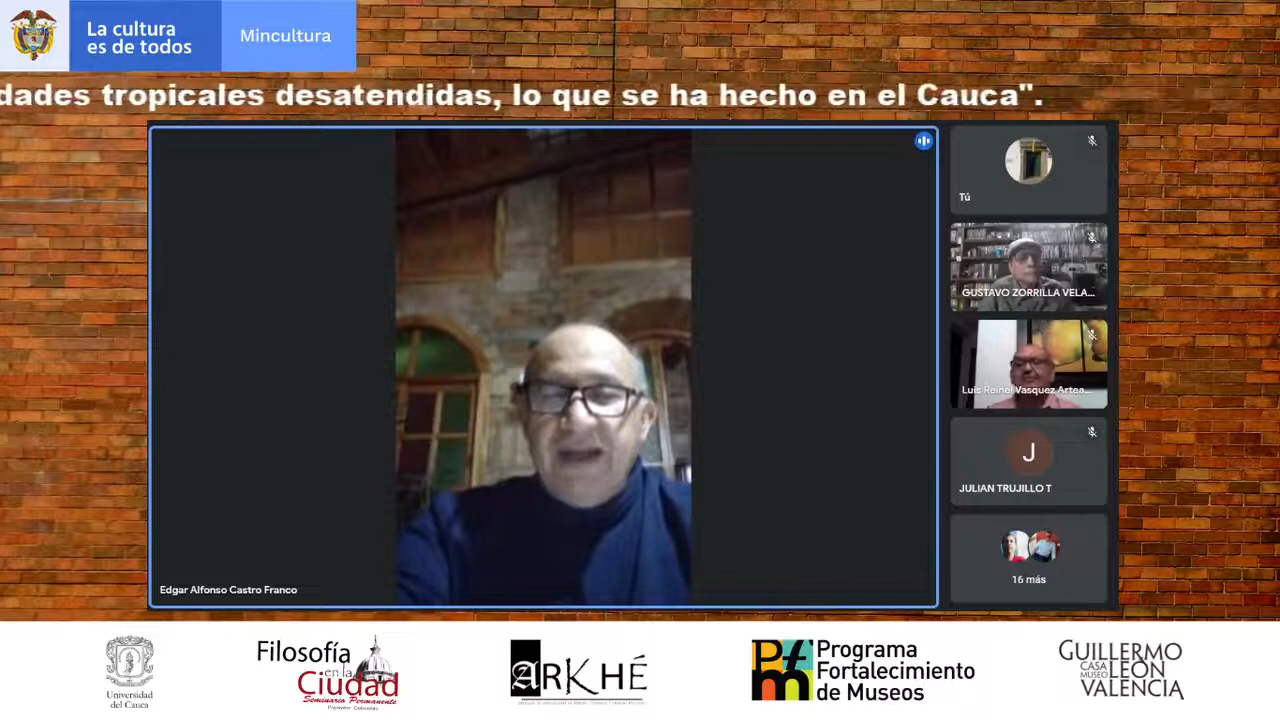 La cultura
es de todos
Mincultura
dades tropicales desatendidas, lo que se ha hecho en el Cauca".
Tú
GUSTAVO ZORRILLA VELA...
Luis Reinel Vasquez Artea...
J
JULIAN TRUJILLO T
16 más
Edgar Alfonso Castro Franco
Universidad
del Cauca
Filosofía
en la
Ciudad
Seminario Permanente
ARKHÉ
Pfm
Programa
Fortalecimiento
de Museos
GUILLERMO
CASA
MUSEO
LEÓN
VALENCIA